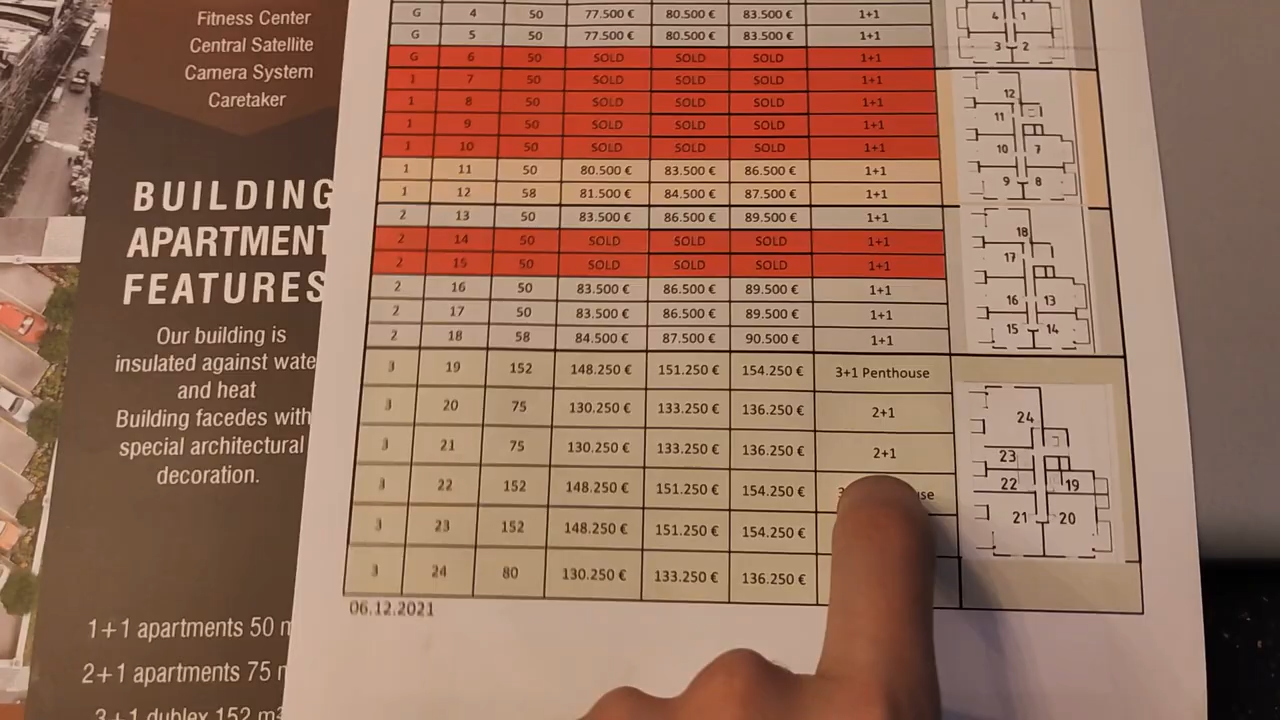 Fitness Center
Central Satellite
Camera System
Caretaker
BUILDING
APARTMENT
FEATURES
Our building is
insulated against wate
and heat
Building facedes with
special architectural
decoration.
1+1 apartments 50 m
2+1 apartments 75
3+1 dublex 152 m²
G 4 50 77.500 € 80.500 € 83.500 € 1+1
G 5 50 77.500 € 80.500 € 83.500 € 1+1
G 6 50 SOLD SOLD SOLD 1+1
1 7 50 SOLD SOLD SOLD 1+1
1 8 50 SOLD SOLD SOLD 1+1
1 9 50 SOLD SOLD SOLD 1+1
1 10 50 SOLD SOLD SOLD 1+1
1 11 50 80.500 € 83.500 € 86.500 € 1+1
1 12 58 81.500 € 84.500 € 87.500 € 1+1
2 13 50 83.500 € 86.500 € 89.500 € 1+1
2 14 50 SOLD SOLD SOLD 1+1
2 15 50 SOLD SOLD SOLD 1+1
2 16 50 83.500 € 86.500 € 89.500 € 1+1
2 17 50 83.500 € 86.500 € 89.500 € 1+1
2 18 58 84.500 € 87.500 € 90.500 € 1+1
3 19 152 148.250 € 151.250 € 154.250 € 3+1 Penthouse
3 20 75 130.250 € 133.250 € 136.250 € 2+1
3 21 75 130.250 € 133.250 € 136.250 € 2+1
3 22 152 148.250 € 151.250 € 154.250 €
3 23 152 148.250 € 151.250 € 154.250 €
3 24 80 130.250 € 133.250 € 136.250 €
06.12.2021
4 1
3 2
12
11
10 7
9 8
18
17
16 13
15 14
24
23
22 19
21 20